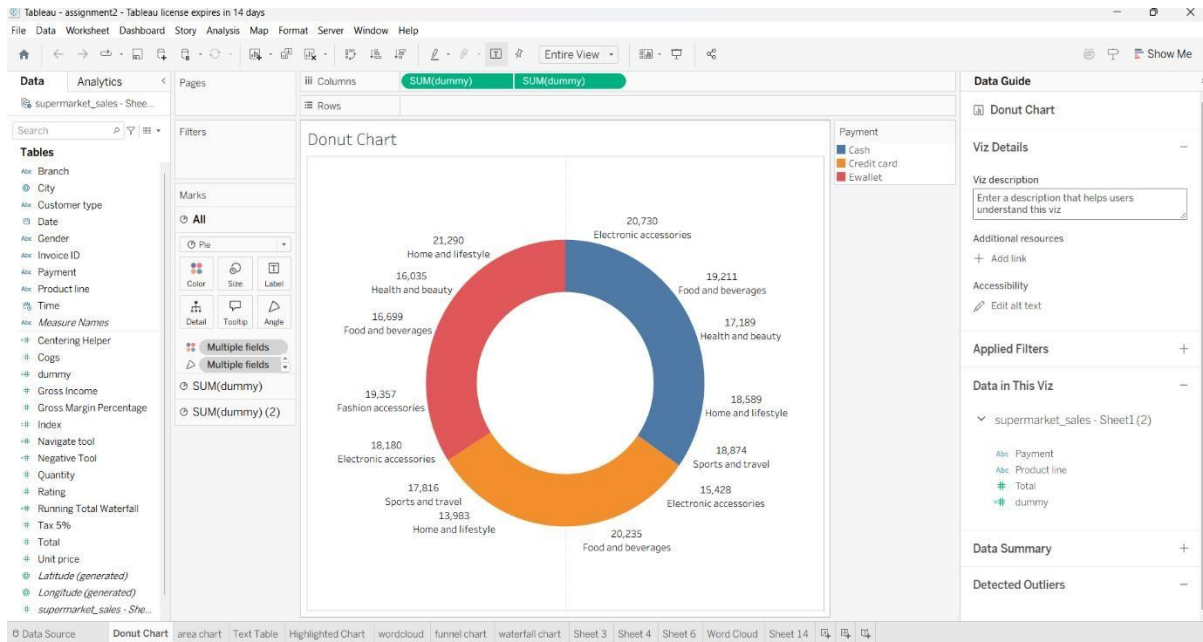 Tableau - assignment2 - Tableau license expires in 14 days
File Data Worksheet Dashboard Story Analysis Map Format Server Window Help
Entire View
Show Me
Data Analytics
supermarket_sales - Shee...
Search
Tables
Abc Branch
City
Abc Customer type
Date
Abc Gender
Abc Invoice ID
Abc Payment
Abc Product line
Time
Abc Measure Names
Centering Helper
Cogs
dummy
Gross Income
Gross Margin Percentage
Index
Navigate tool
Negative Tool
Quantity
Rating
Running Total Waterfall
Tax 5%
Total
Unit price
Latitude (generated)
Longitude (generated)
supermarket_sales - She...
Pages
Filters
Marks
All
Pie
Color Size Label
Detail Tooltip Angle
Multiple fields
Multiple fields
SUM(dummy)
SUM(dummy) (2)
Columns SUM(dummy) SUM(dummy)
Rows
Donut Chart
20,730
Electronic accessories
19,211
Food and beverages
17,189
Health and beauty
18,589
Home and lifestyle
18,874
Sports and travel
15,428
Electronic accessories
20,235
Food and beverages
13,983
Home and lifestyle
17,816
Sports and travel
18,180
Electronic accessories
19,357
Fashion accessories
16,699
Food and beverages
16,035
Health and beauty
21,290
Home and lifestyle
Payment
Cash
Credit card
Ewallet
Data Guide
Donut Chart
Viz Details
Viz description
Enter a description that helps users
understand this viz
Additional resources
+ Add link
Accessibility
Edit alt text
Applied Filters +
Data in This Viz
supermarket_sales - Sheet1 (2)
Abc Payment
Abc Product line
# Total
dummy
Data Summary +
Detected Outliers
Data Source Donut Chart area chart Text Table Highlighted Chart wordcloud funnel chart waterfall chart Sheet 3 Sheet 4 Sheet 6 Word Cloud Sheet 14